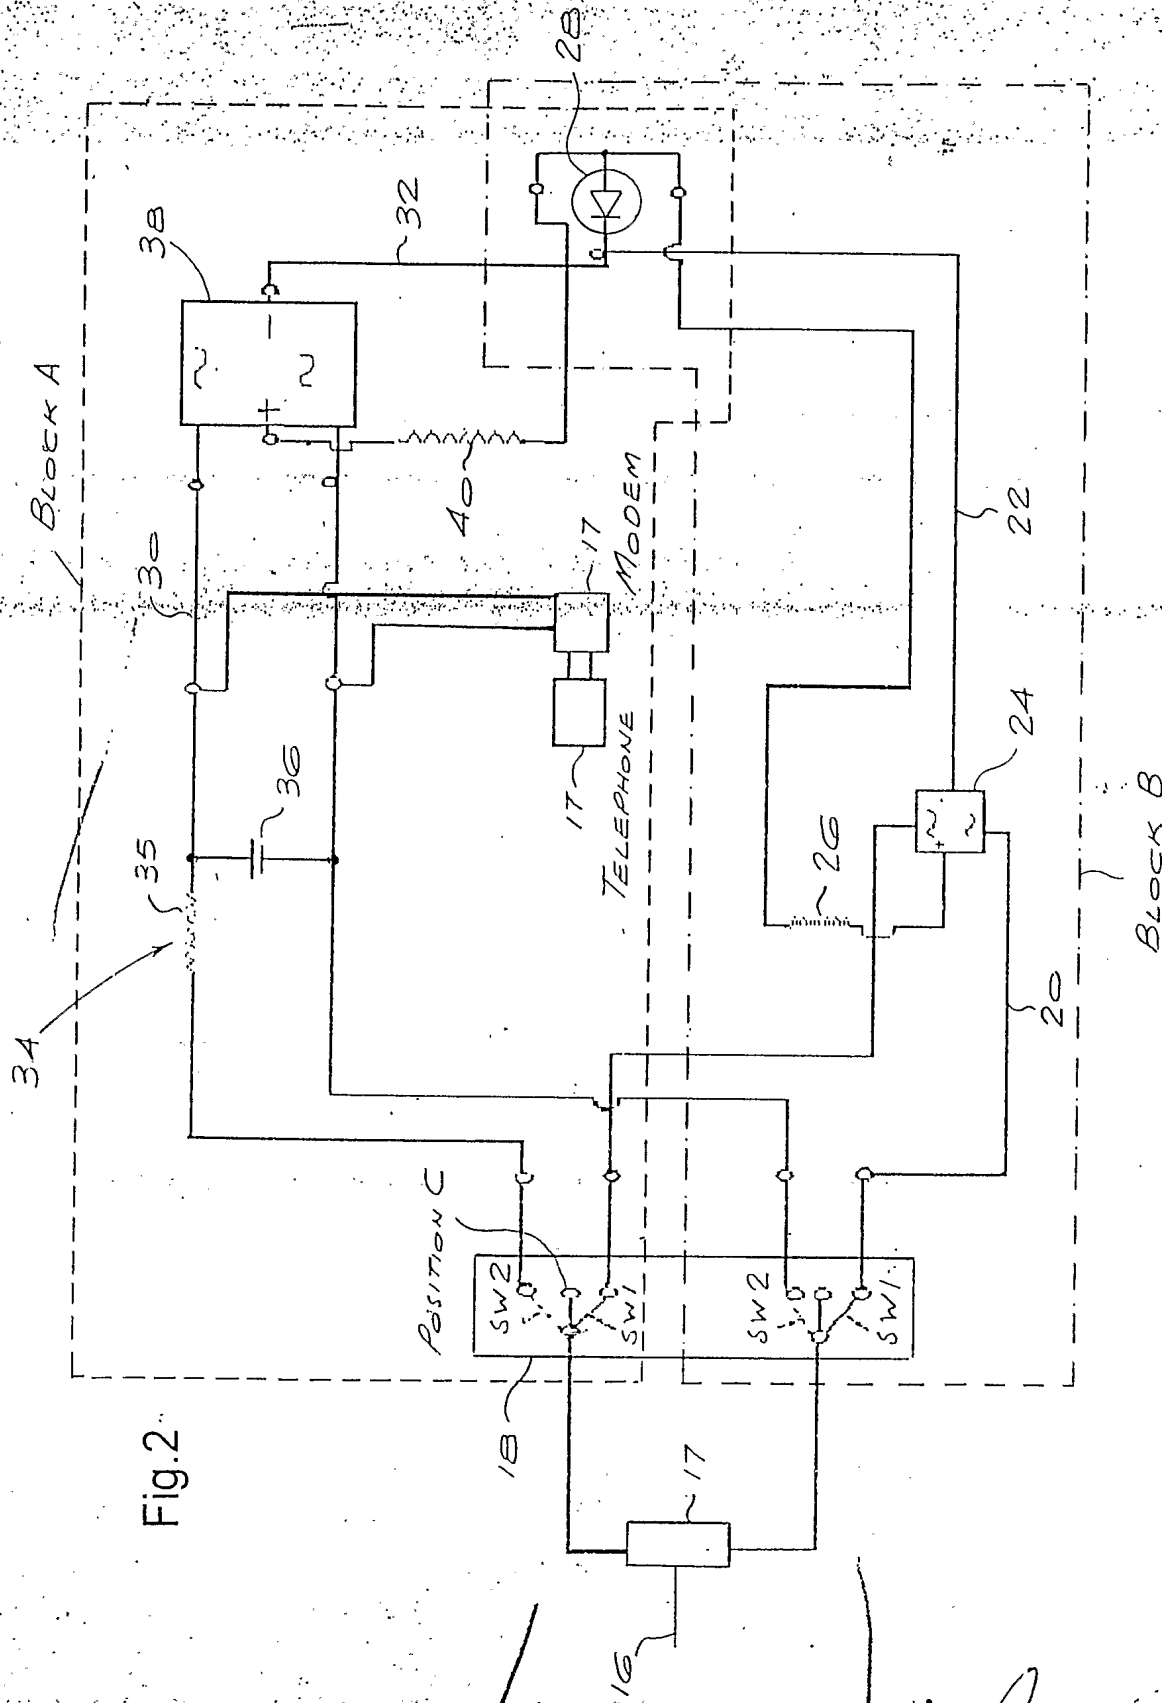 Fig.2
BLOCK A
34
35
30
38
36
32
28
40
17
MODEM
17
TELEPHONE
POSITION C
SW2
SW1
SW2
SW1
18
17
16
26
24
22
20
BLOCK B
~
~
+
−
~
~
+